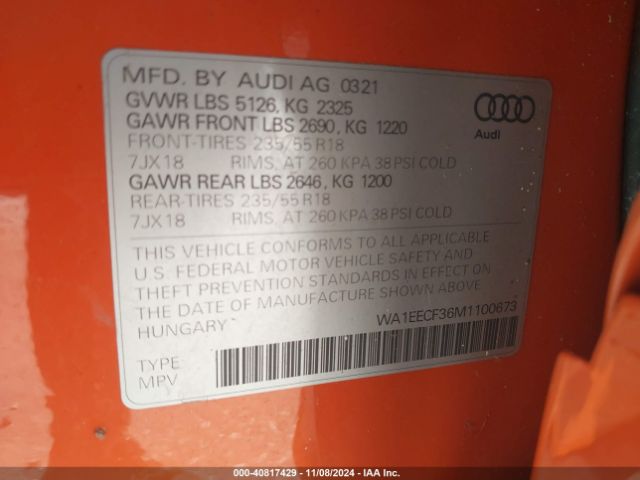 MFD. BY AUDI AG 0321
GVWR LBS 5126, KG 2325
GAWR FRONT LBS 2690, KG 1220
FRONT-TIRES 235/55 R18
7JX18 RIMS, AT 260 KPA 38 PSI COLD
GAWR REAR LBS 2646, KG 1200
REAR-TIRES 235/55 R18
7JX18 RIMS, AT 260 KPA 38 PSI COLD
Audi
THIS VEHICLE CONFORMS TO ALL APPLICABLE
U.S. FEDERAL MOTOR VEHICLE SAFETY AND
THEFT PREVENTION STANDARDS IN EFFECT ON
THE DATE OF MANUFACTURE SHOWN ABOVE
HUNGARY
WA1EECF36M1100673
TYPE
MPV
000-40817429 - 11/08/2024 - IAA Inc.